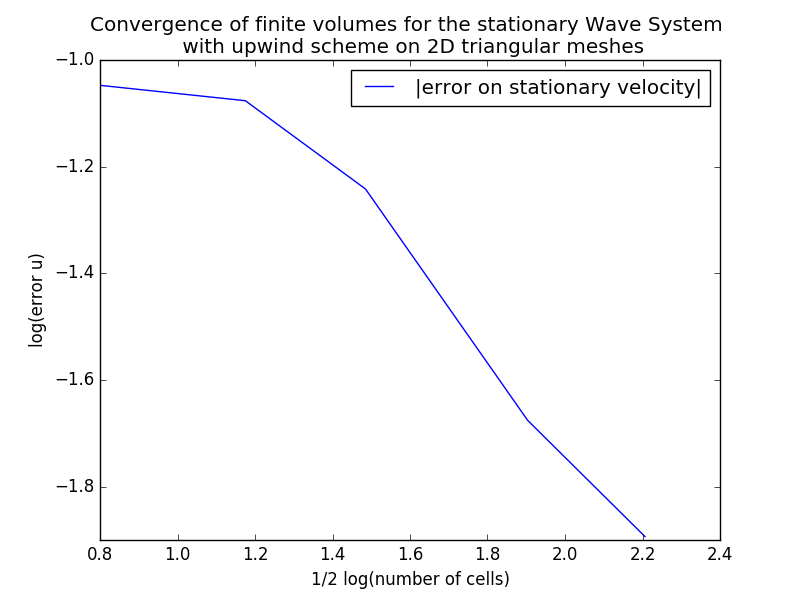 Convergence of finite volumes for the stationary Wave System
with upwind scheme on 2D triangular meshes
|error on stationary velocity|
−1.0
−1.2
−1.4
−1.6
−1.8
log(error u)
0.8 1.0 1.2 1.4 1.6 1.8 2.0 2.2 2.4
1/2 log(number of cells)